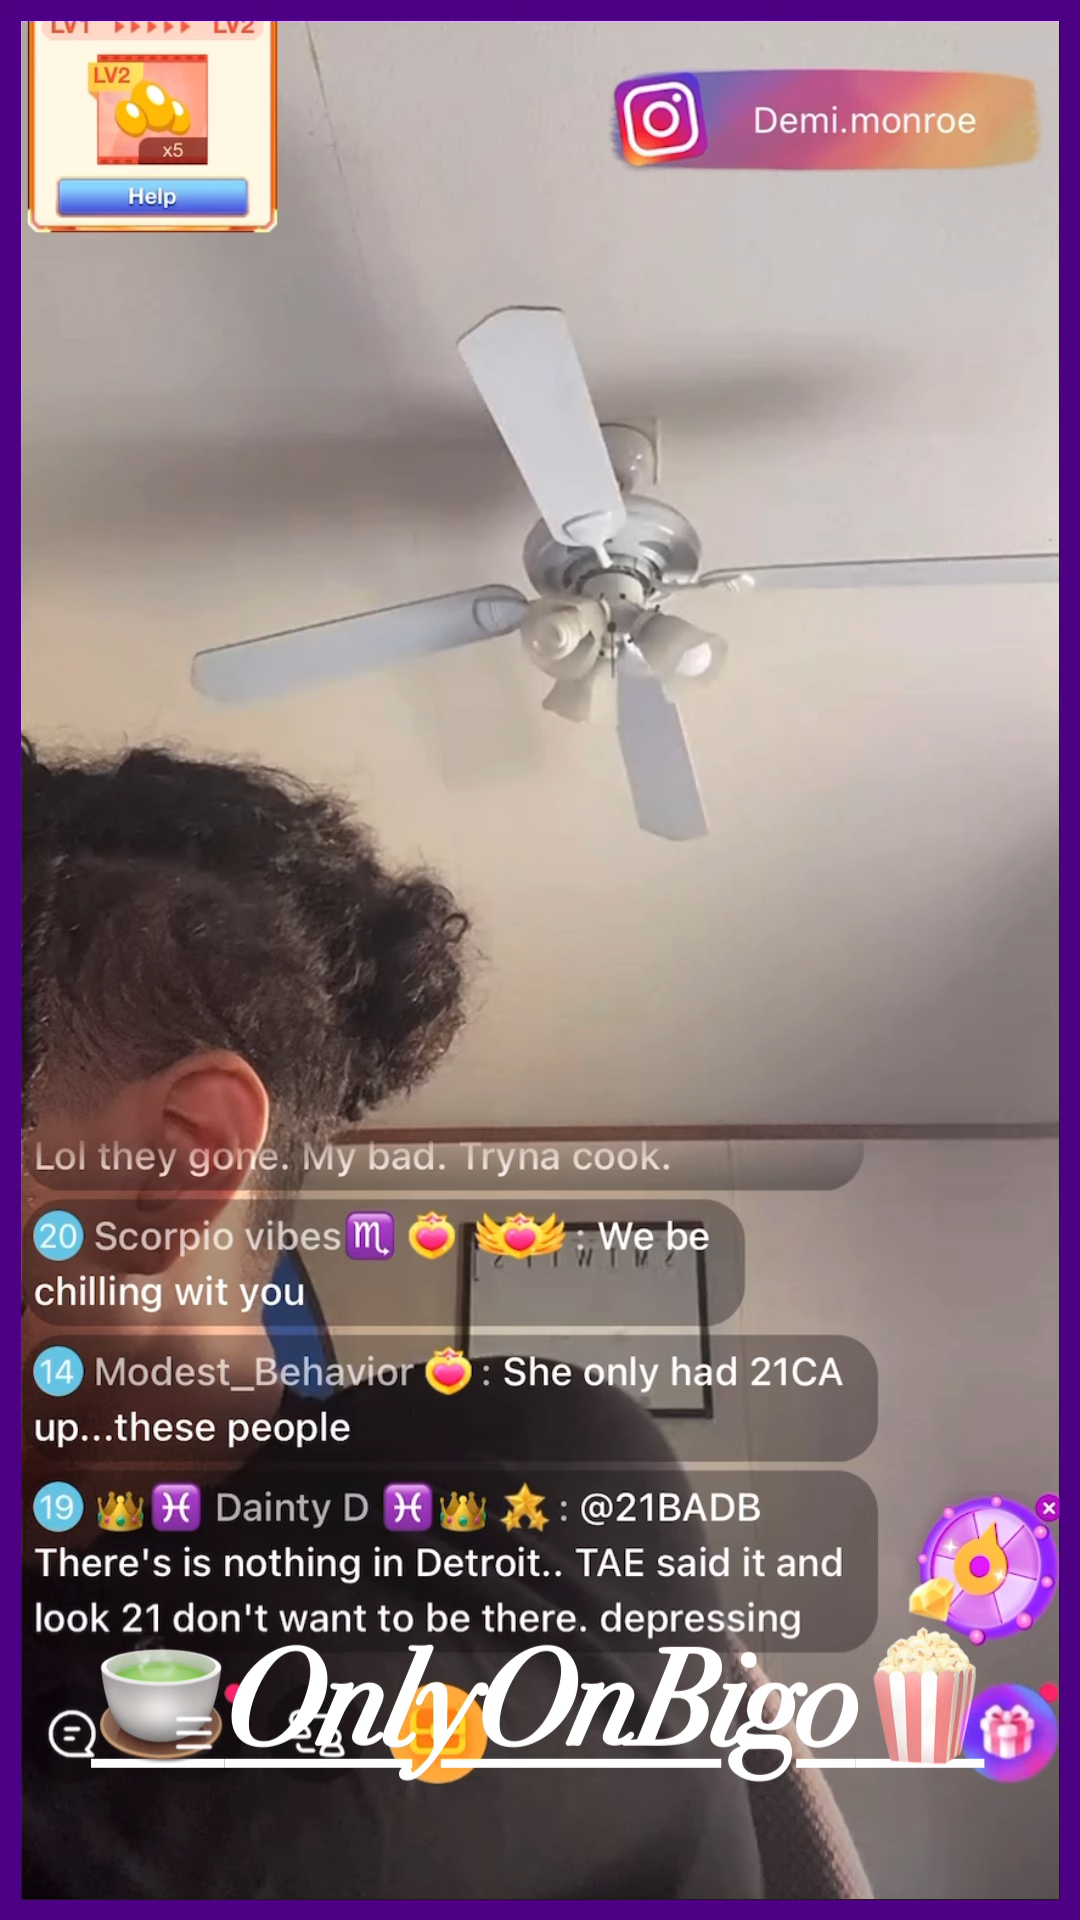 LV1 LV2
LV2
x5
Help
Demi.monroe
Lol they gone. My bad. Tryna cook.
20 Scorpio vibes♏ : We be
chilling wit you
14 Modest_Behavior : She only had 21CA
up...these people
19 👑♓ Dainty D ♓👑 : @21BADB
There's is nothing in Detroit.. TAE said it and
look 21 don't want to be there. depressing
🍵OnlyOnBigo🍿